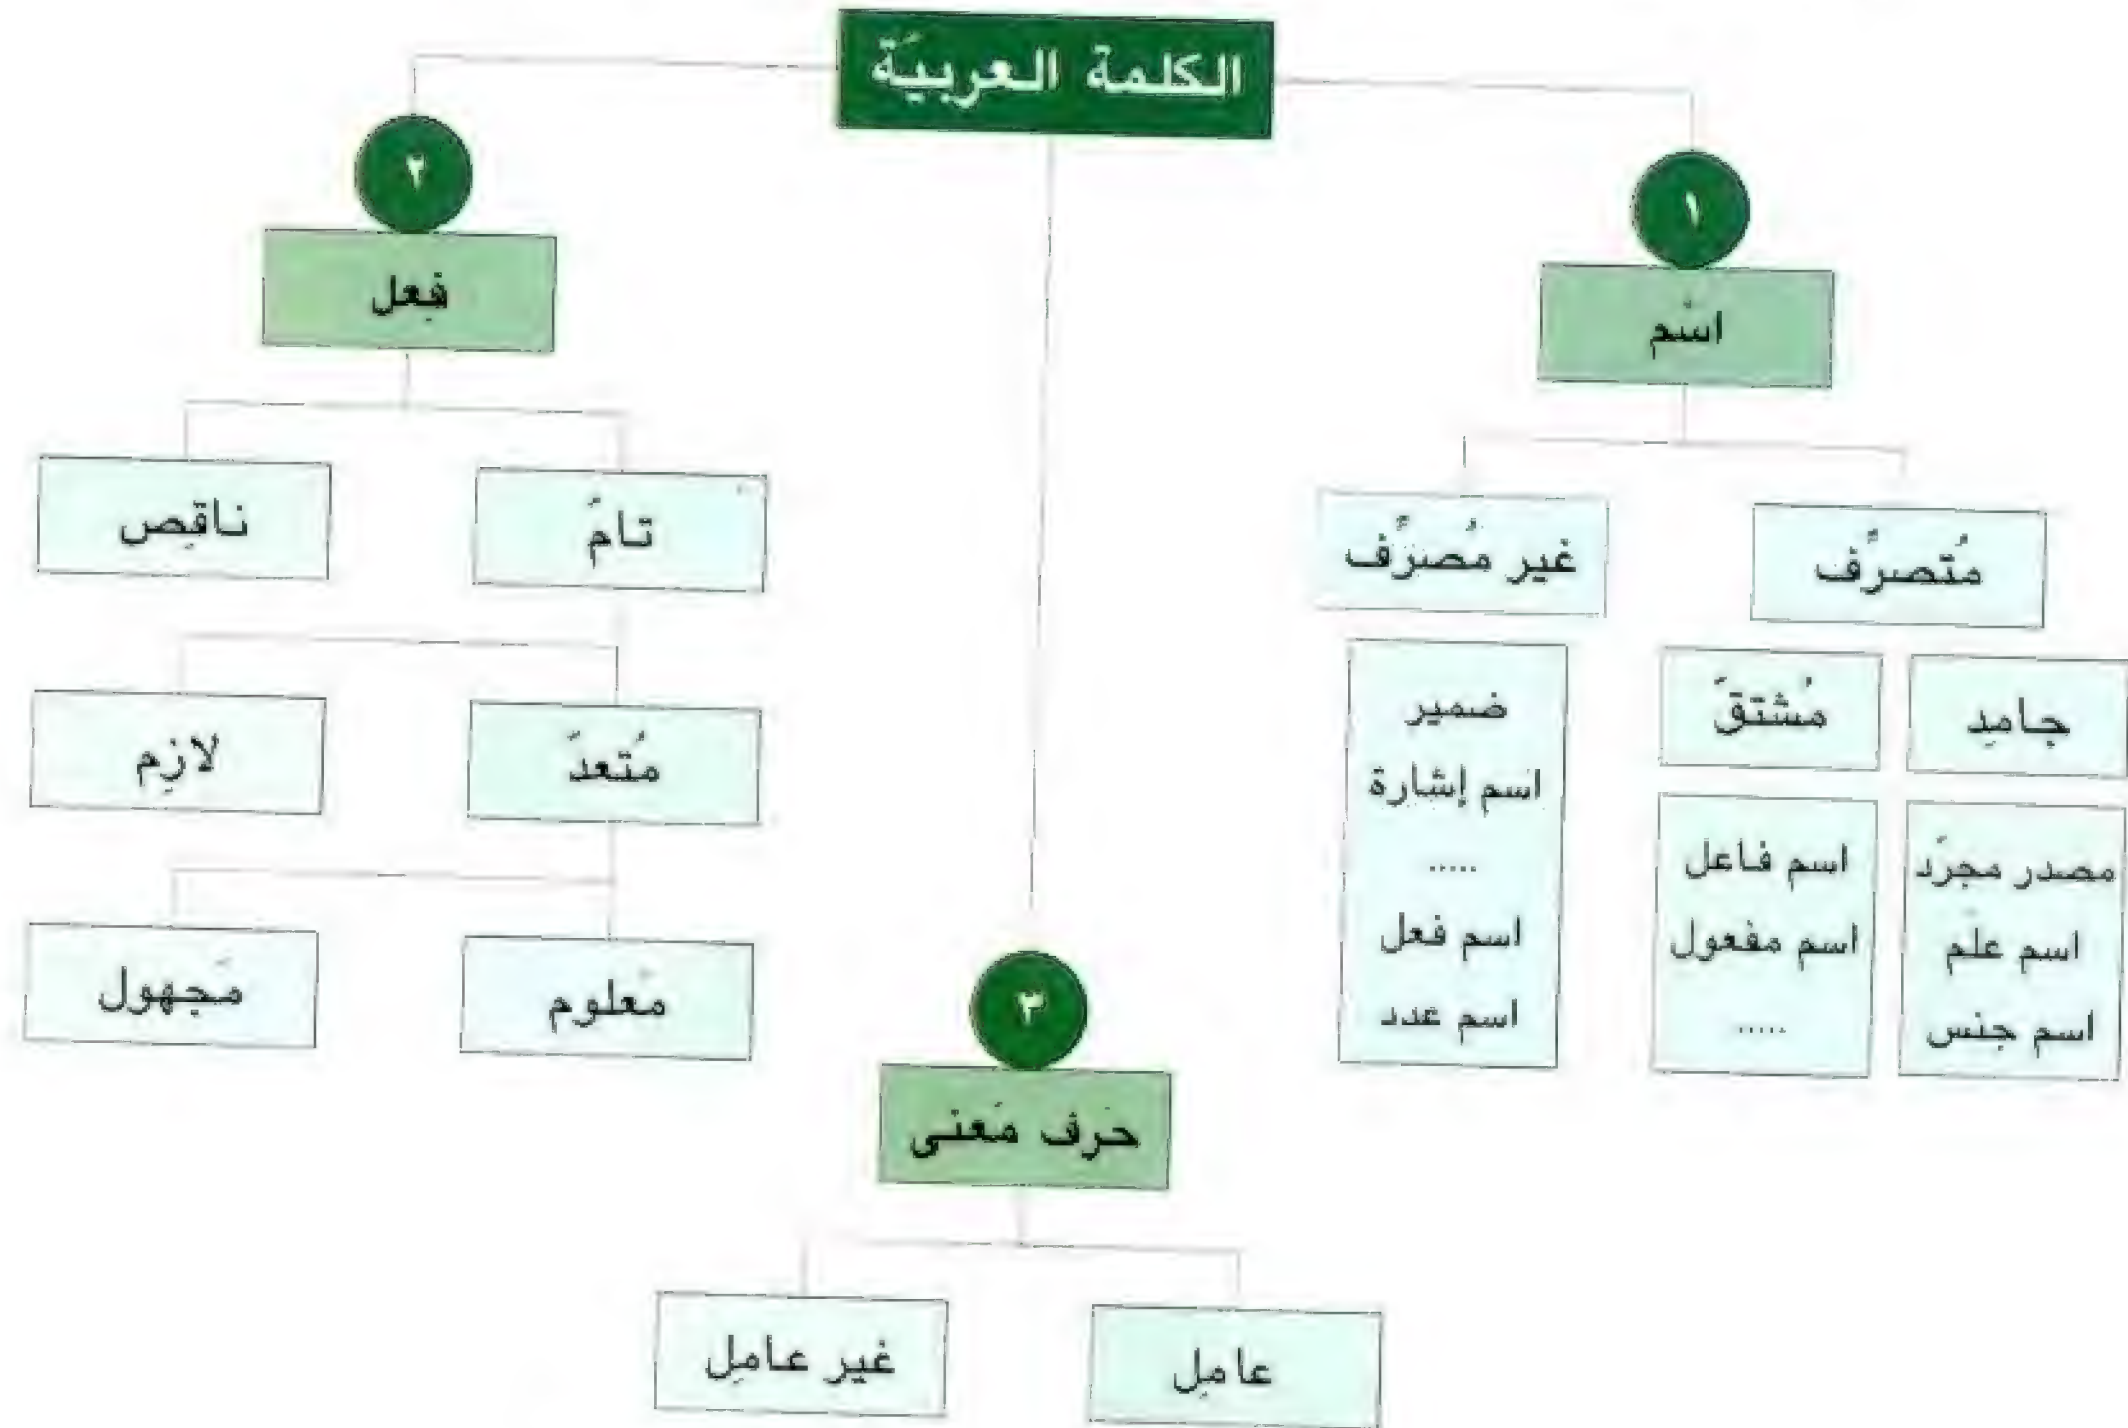 الكلمة العربيّة
١
اسْم
مُتصرِّف
جامِد
مصدر مجرّد
اسم علَم
اسم جنس
مُشتقّ
اسم فاعل
اسم مفعول
.....
غير مُصرَّف
ضمير
اسم إشارة
.....
اسم فعل
اسم عدد
٢
فِعل
تامّ
ناقِص
مُتعدّ
لازِم
مَعلوم
مَجهول
٣
حَرف مَعنى
عامِل
غير عامِل